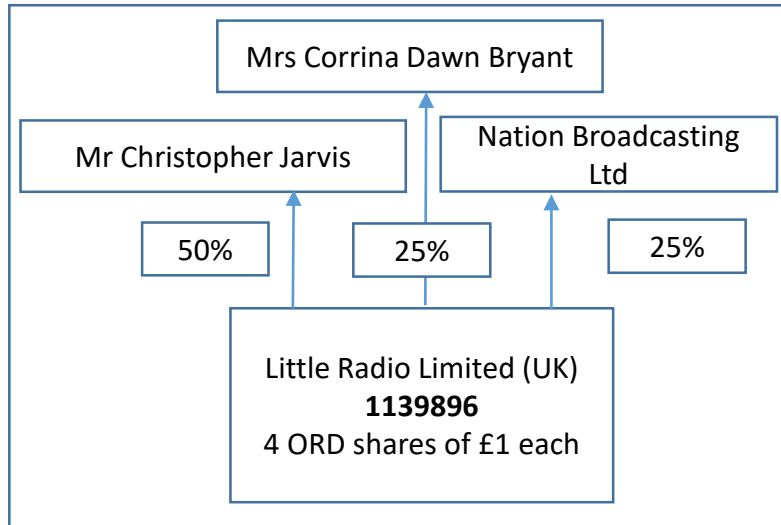 Mrs Corrina Dawn Bryant
Mr Christopher Jarvis
Nation Broadcasting
Ltd
50%
25%
25%
Little Radio Limited (UK)
1139896
4 ORD shares of £1 each